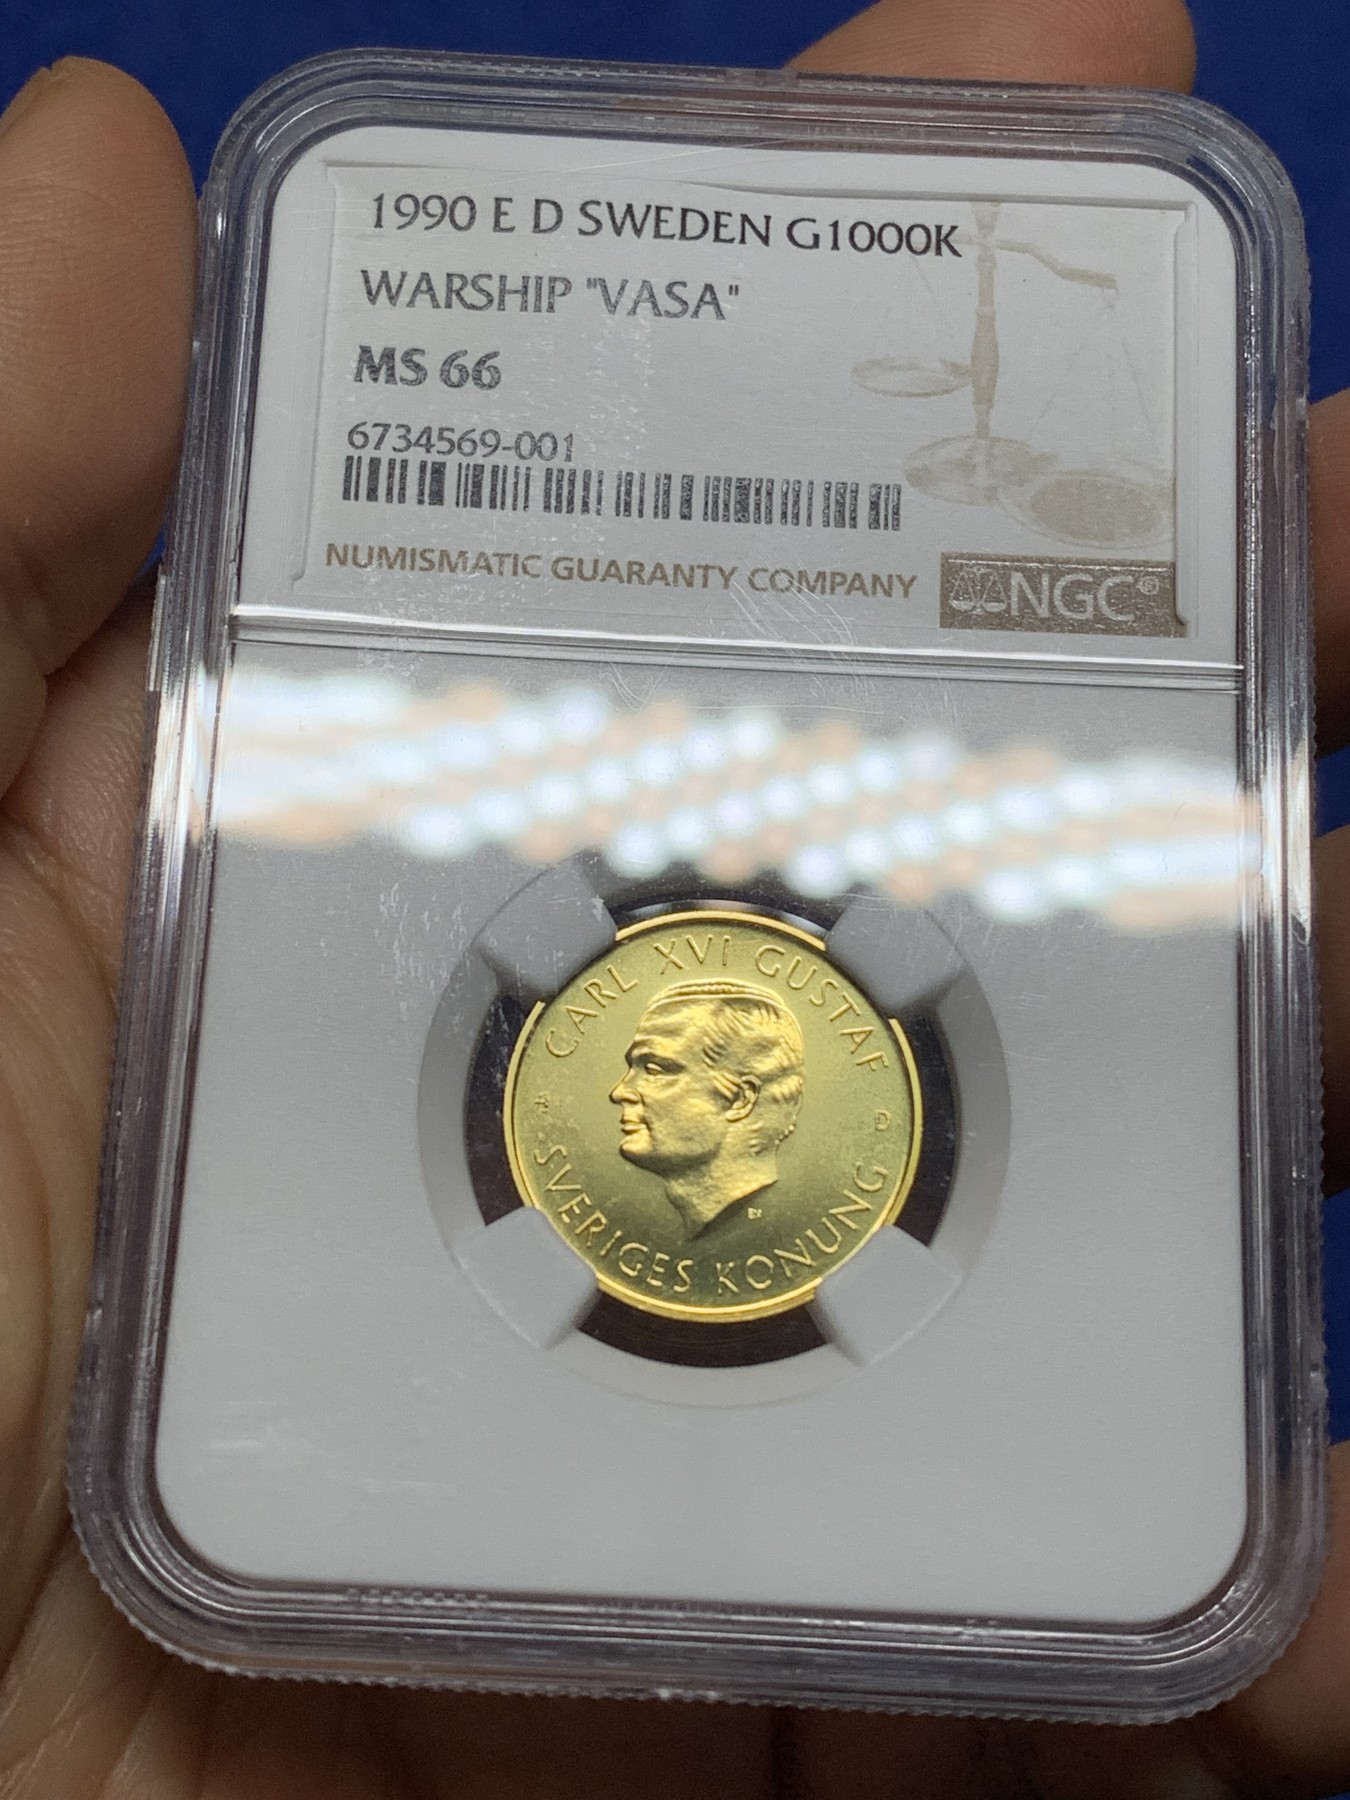 1990 E D SWEDEN G1000K
WARSHIP "VASA"
MS 66
6734569-001
NUMISMATIC GUARANTY COMPANY
NGC®
CARL XVI GUSTAF
D
SVERIGES KONUNG